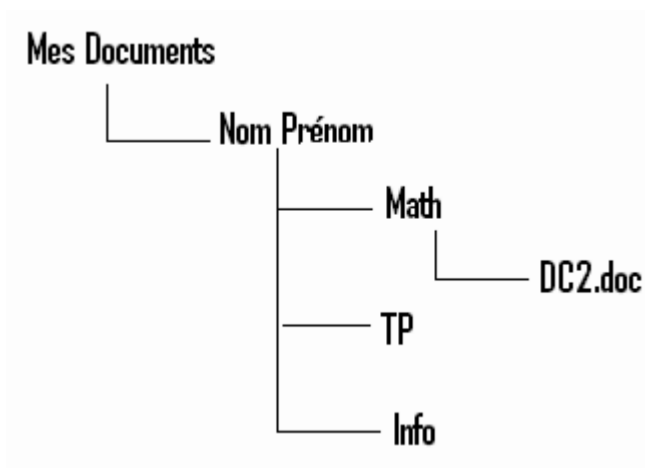 Mes Documents
Nom Prénom
Math
DC2.doc
TP
Info